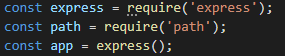 const express = require('express');
const path = require('path');
const app = express();